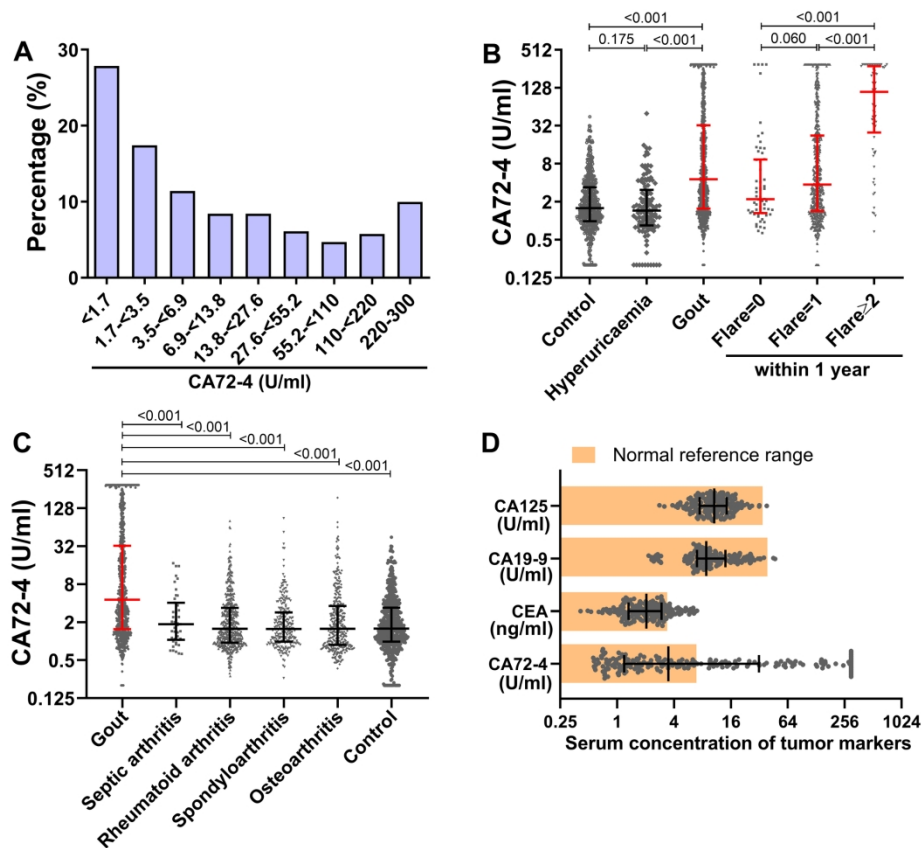 A
Percentage (%)
30
20
10
0
<1.7
1.7-<3.5
3.5-<6.9
6.9-<13.8
13.8-<27.6
27.6-<55.2
55.2-<110
110-<220
220-300
CA72-4 (U/ml)
B
CA72-4 (U/ml)
<0.001
<0.001
0.175
<0.001
0.060
<0.001
512
128
32
8
2
0.5
0.125
Control
Hyperuricaemia
Gout
Flare=0
Flare=1
Flare≥2
within 1 year
C
CA72-4 (U/ml)
<0.001
<0.001
<0.001
<0.001
<0.001
512
128
32
8
2
0.5
0.125
Gout
Septic arthritis
Rheumatoid arthritis
Spondyloarthritis
Osteoarthritis
Control
D
Normal reference range
CA125
(U/ml)
CA19-9
(U/ml)
CEA
(ng/ml)
CA72-4
(U/ml)
0.25 1 4 16 64 256 1024
Serum concentration of tumor markers